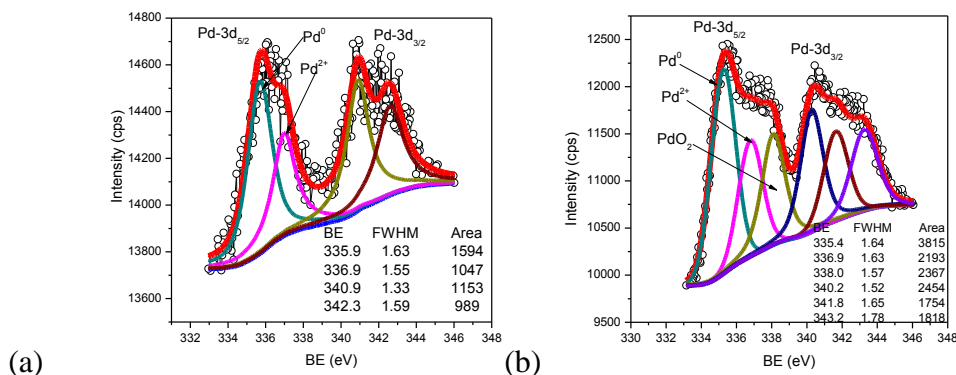 (a)
14800
14600
14400
14200
14000
13800
13600
Intensity (cps)
Pd-3d5/2
Pd-3d3/2
Pd0
Pd2+
BE FWHM Area
335.9 1.63 1594
336.9 1.55 1047
340.9 1.33 1153
342.3 1.59 989
332 334 336 338 340 342 344 346 348
BE (eV)
(b)
12500
12000
11500
11000
10500
10000
9500
Intensity (cps)
Pd-3d5/2
Pd-3d3/2
Pd0
Pd2+
PdO2
BE FWHM Area
335.4 1.64 3815
336.9 1.63 2193
338.0 1.57 2367
340.2 1.52 2454
341.8 1.65 1754
343.2 1.78 1818
330 332 334 336 338 340 342 344 346 348
BE (eV)